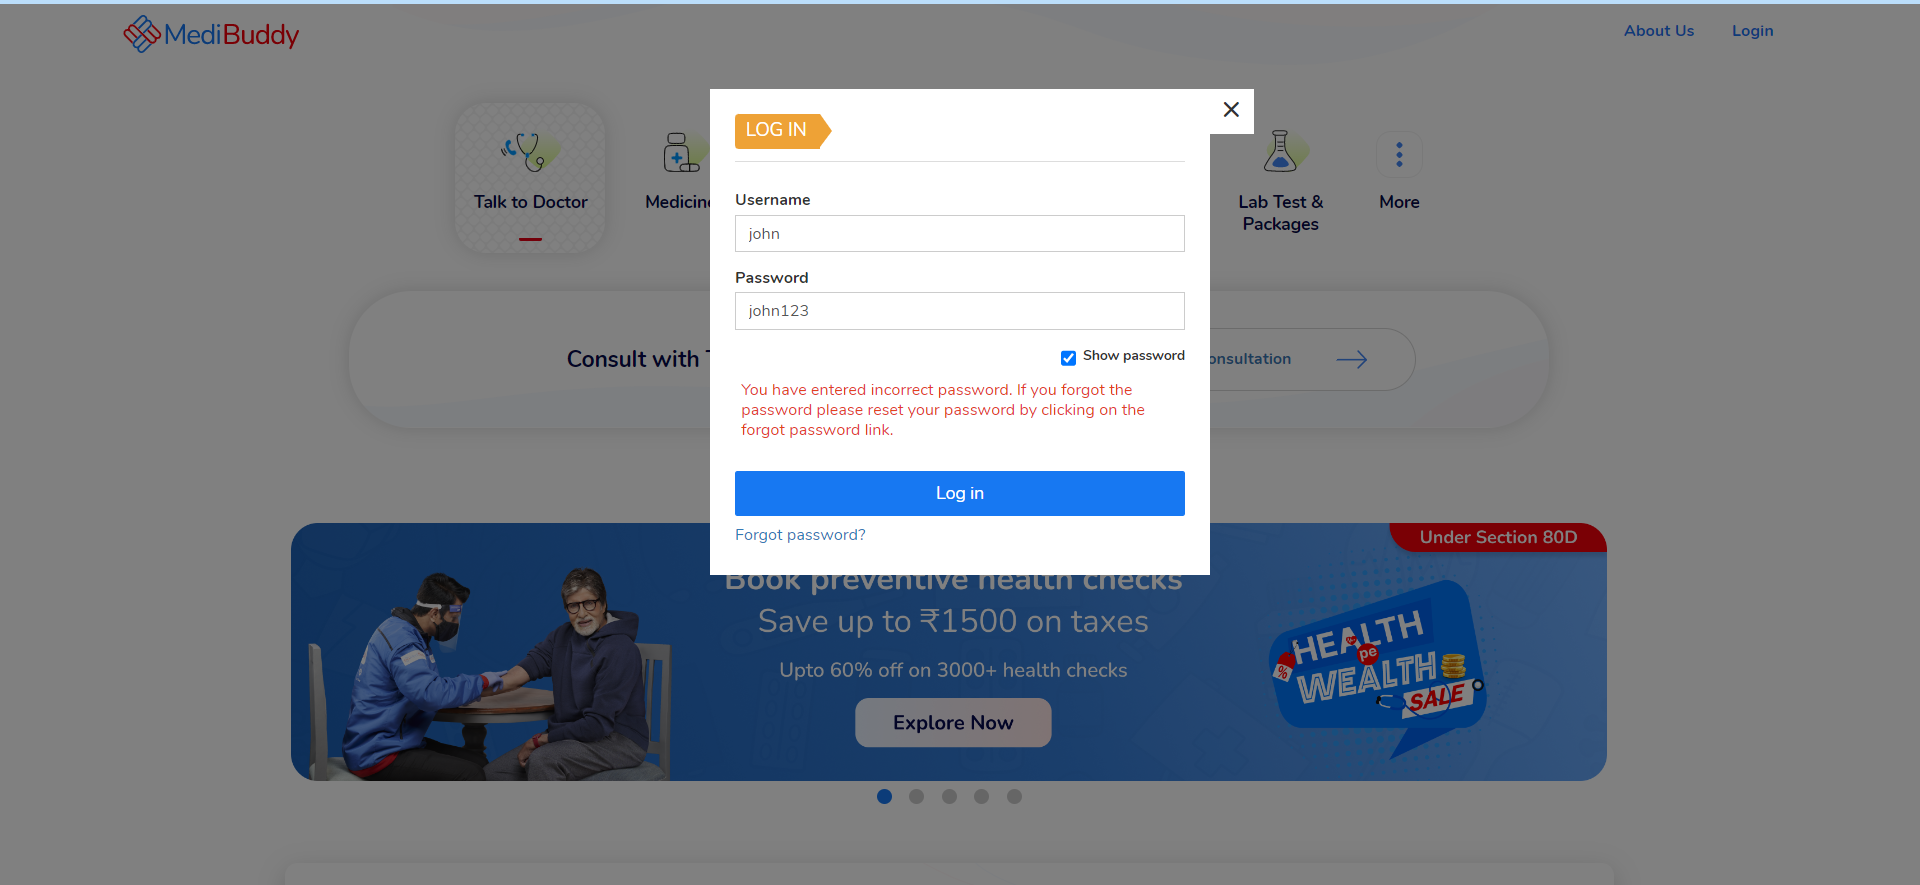 MediBuddy
About Us
Login
LOG IN
Talk to Doctor
Medicine
Lab Test &
Packages
More
Username
john
Password
john123
Show password
Consult with
onsultation
You have entered incorrect password. If you forgot the
password please reset your password by clicking on the
forgot password link.
Log in
Forgot password?
Under Section 80D
Book preventive health checks
Save up to ₹1500 on taxes
Upto 60% off on 3000+ health checks
Explore Now
HEALTH
pe
%
WEALTH
SALE